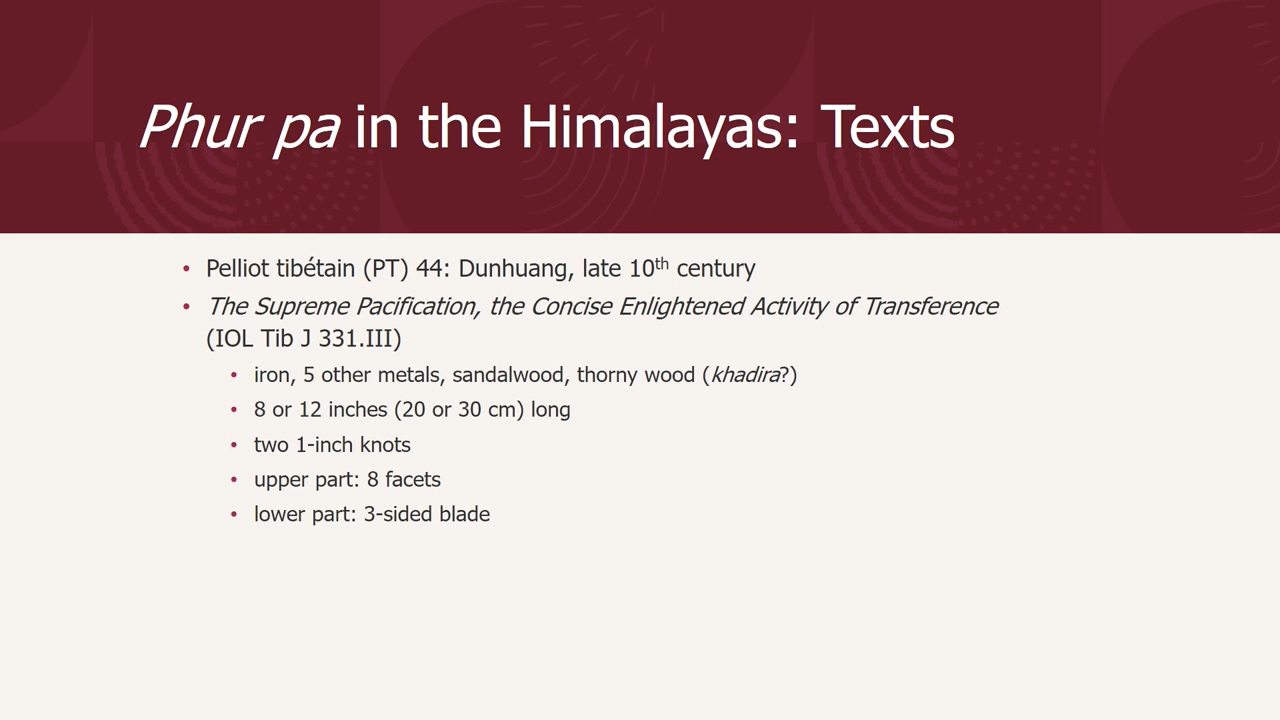 Phur pa in the Himalayas: Texts
• Pelliot tibétain (PT) 44: Dunhuang, late 10th century
• The Supreme Pacification, the Concise Enlightened Activity of Transference
(IOL Tib J 331.III)
• iron, 5 other metals, sandalwood, thorny wood (khadira?)
• 8 or 12 inches (20 or 30 cm) long
• two 1-inch knots
• upper part: 8 facets
• lower part: 3-sided blade